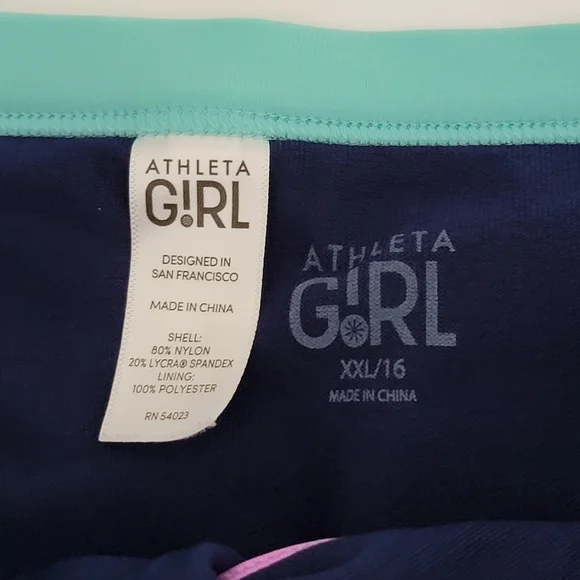 ATHLETA
G!RL
DESIGNED IN
SAN FRANCISCO
MADE IN CHINA
SHELL:
80% NYLON
20% LYCRA® SPANDEX
LINING:
100% POLYESTER
RN 54023
ATHLETA
G!RL
XXL/16
MADE IN CHINA